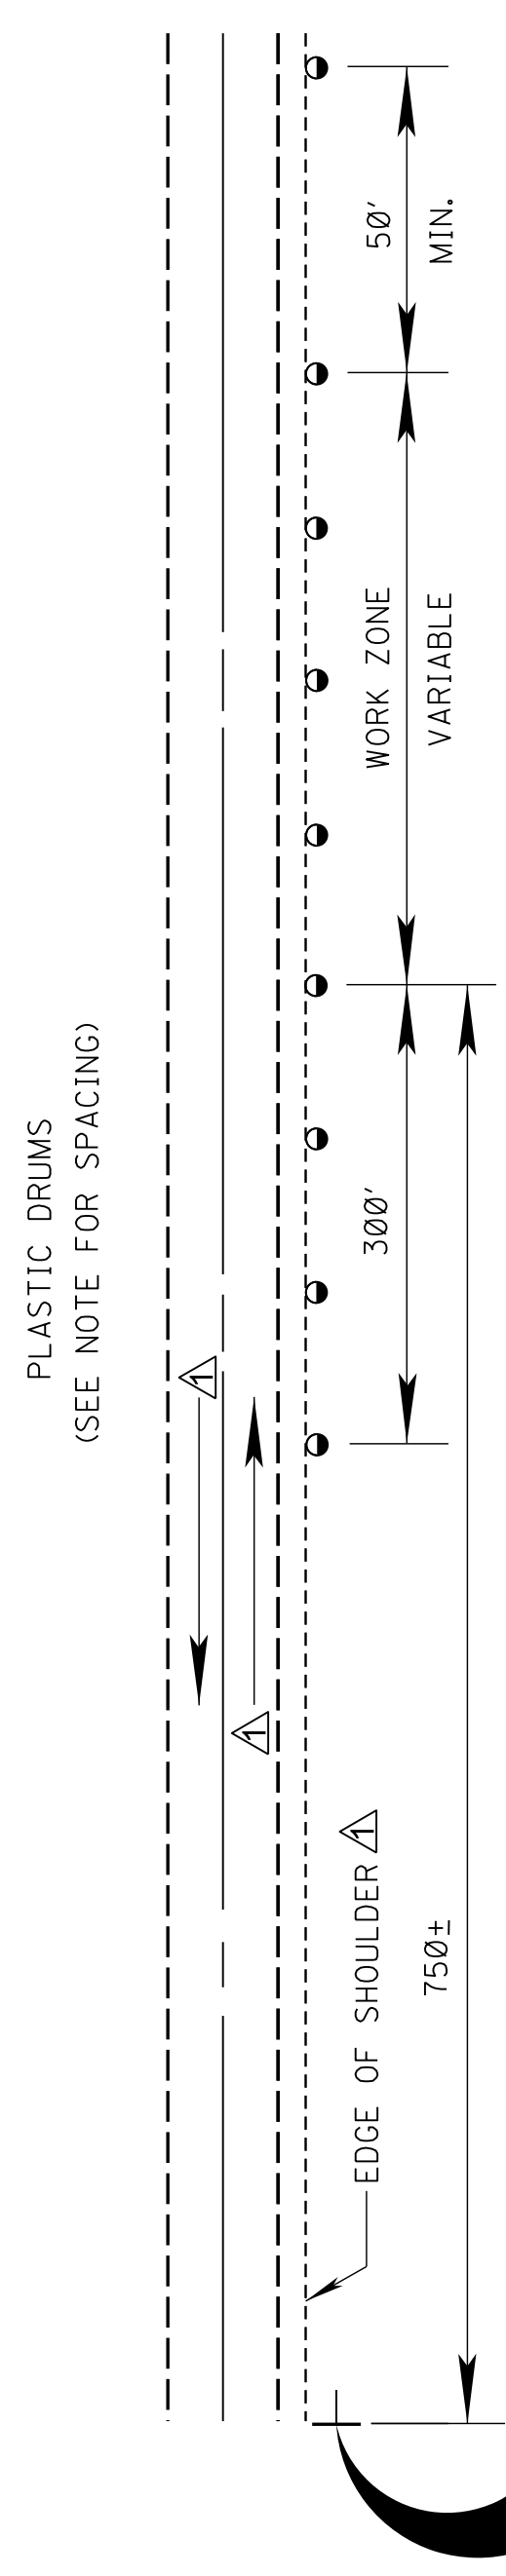 PLASTIC DRUMS
(SEE NOTE FOR SPACING)
50'
MIN.
WORK ZONE
VARIABLE
300'
1
1
EDGE OF SHOULDER 1
750±